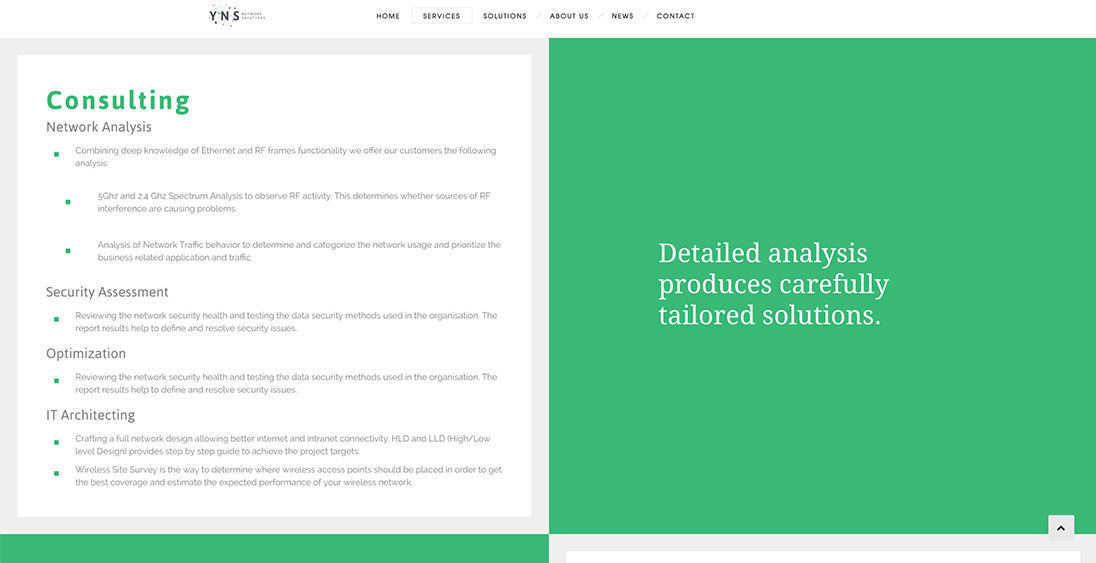 YNS NETWORK
SOLUTIONS
HOME SERVICES SOLUTIONS ABOUT US NEWS CONTACT
Consulting
Network Analysis
Combining deep knowledge of Ethernet and RF frames functionality we offer our customers the following
analysis:
5Ghz and 2.4 Ghz Spectrum Analysis to observe RF activity. This determines whether sources of RF
interference are causing problems.
Analysis of Network Traffic behavior to determine and categorize the network usage and prioritize the
business related application and traffic.
Security Assessment
Reviewing the network security health and testing the data security methods used in the organisation. The
report results help to define and resolve security issues.
Optimization
Reviewing the network security health and testing the data security methods used in the organisation. The
report results help to define and resolve security issues.
IT Architecting
Crafting a full network design allowing better internet and intranet connectivity. HLD and LLD (High/Low
level Design) provides step by step guide to achieve the project targets.
Wireless Site Survey is the way to determine where wireless access points should be placed in order to get
the best coverage and estimate the expected performance of your wireless network.
Detailed analysis
produces carefully
tailored solutions.